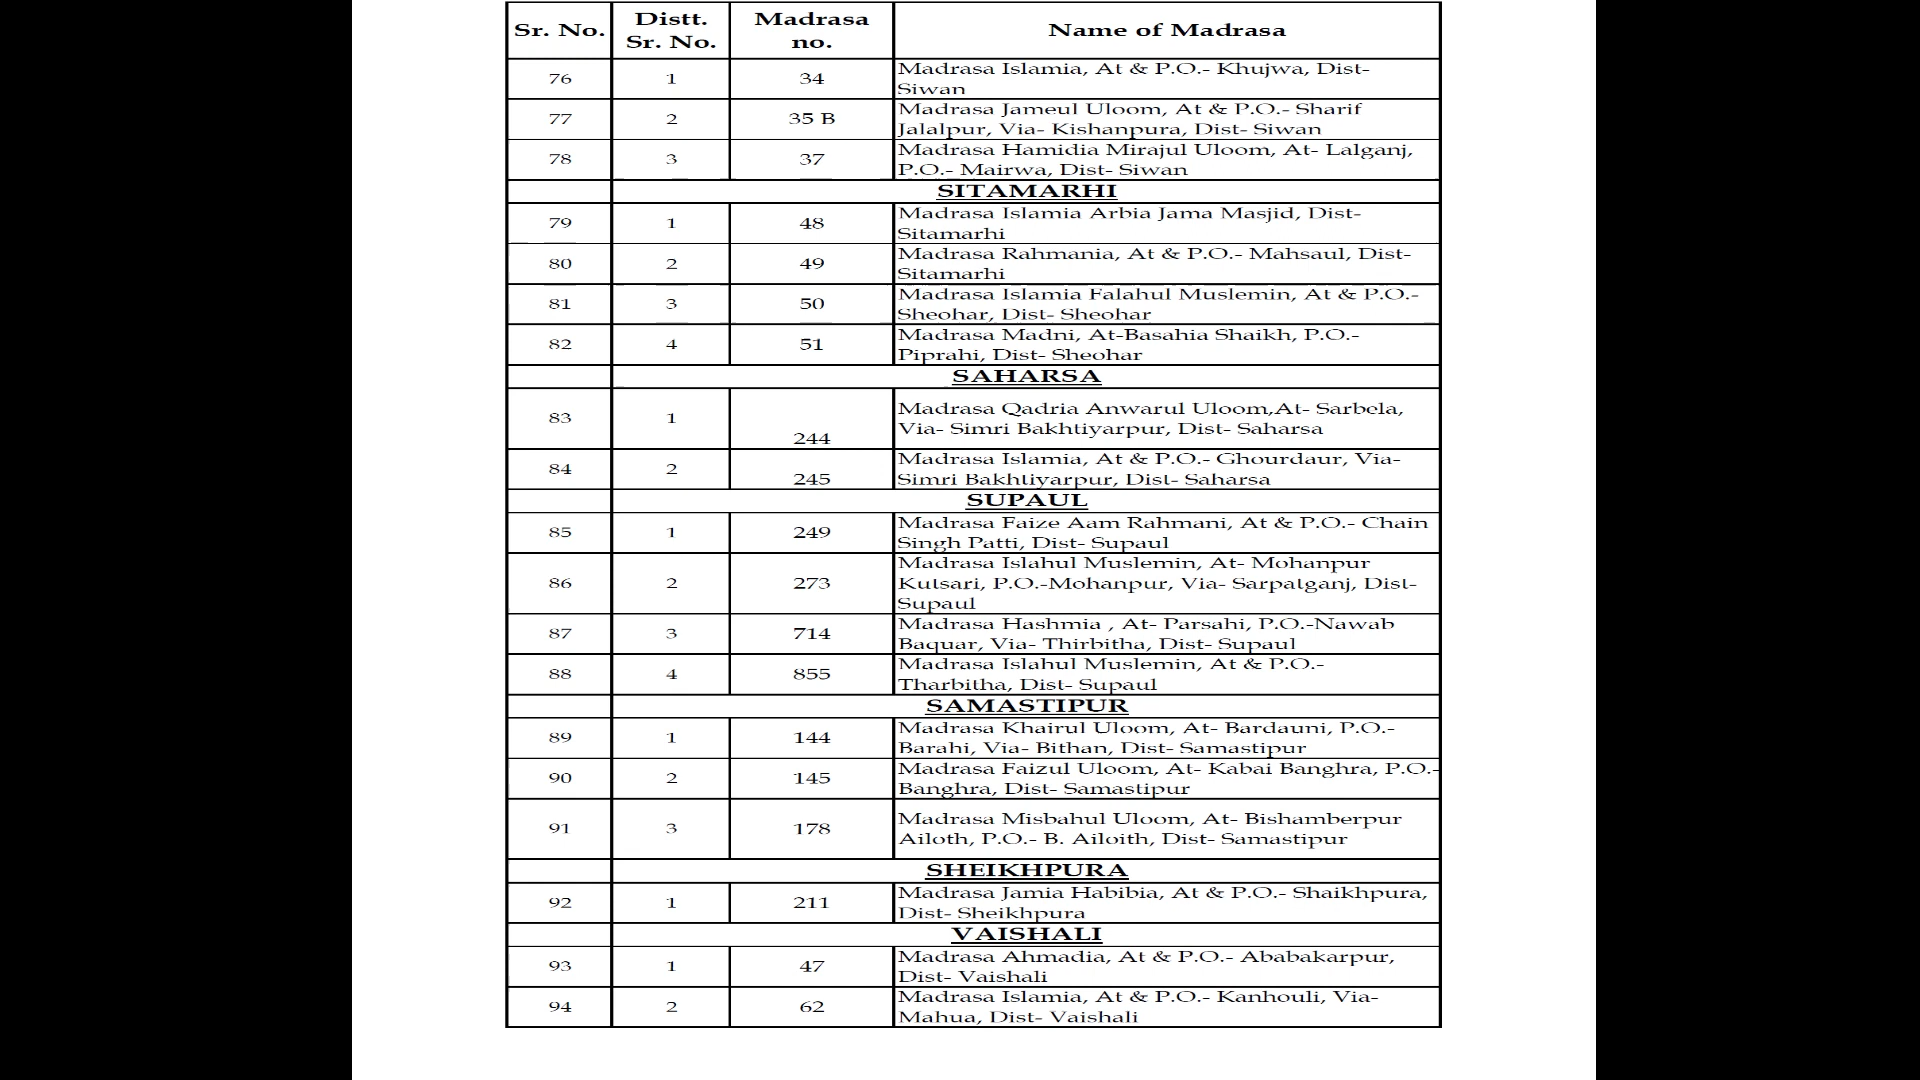 Sr. No. Distt. Sr. No. Madrasa no. Name of Madrasa
76 1 34 Madrasa Islamia, At & P.O.- Khujwa, Dist-
Siwan
77 2 35 B Madrasa Jameul Uloom, At & P.O.- Sharif
Jalalpur, Via- Kishanpura, Dist- Siwan
78 3 37 Madrasa Hamidia Mirajul Uloom, At- Lalganj,
P.O.- Mairwa, Dist- Siwan
SITAMARHI
79 1 48 Madrasa Islamia Arbia Jama Masjid, Dist-
Sitamarhi
80 2 49 Madrasa Rahmania, At & P.O.- Mahsaul, Dist-
Sitamarhi
81 3 50 Madrasa Islamia Falahul Muslemin, At & P.O.-
Sheohar, Dist- Sheohar
82 4 51 Madrasa Madni, At-Basahia Shaikh, P.O.-
Piprahi, Dist- Sheohar
SAHARSA
83 1 244 Madrasa Qadria Anwarul Uloom,At- Sarbela,
Via- Simri Bakhtiyarpur, Dist- Saharsa
84 2 245 Madrasa Islamia, At & P.O.- Ghourdaur, Via-
Simri Bakhtiyarpur, Dist- Saharsa
SUPAUL
85 1 249 Madrasa Faize Aam Rahmani, At & P.O.- Chain
Singh Patti, Dist- Supaul
86 2 273 Madrasa Islahul Muslemin, At- Mohanpur
Kutsari, P.O.-Mohanpur, Via- Sarpatganj, Dist-
Supaul
87 3 714 Madrasa Hashmia , At- Parsahi, P.O.-Nawab
Baquar, Via- Thirbitha, Dist- Supaul
88 4 855 Madrasa Islahul Muslemin, At & P.O.-
Tharbitha, Dist- Supaul
SAMASTIPUR
89 1 144 Madrasa Khairul Uloom, At- Bardauni, P.O.-
Barahi, Via- Bithan, Dist- Samastipur
90 2 145 Madrasa Faizul Uloom, At- Kabai Banghra, P.O.-
Banghra, Dist- Samastipur
91 3 178 Madrasa Misbahul Uloom, At- Bishamberpur
Ailoth, P.O.- B. Ailoith, Dist- Samastipur
SHEIKHPURA
92 1 211 Madrasa Jamia Habibia, At & P.O.- Shaikhpura,
Dist- Sheikhpura
VAISHALI
93 1 47 Madrasa Ahmadia, At & P.O.- Ababakarpur,
Dist- Vaishali
94 2 62 Madrasa Islamia, At & P.O.- Kanhouli, Via-
Mahua, Dist- Vaishali